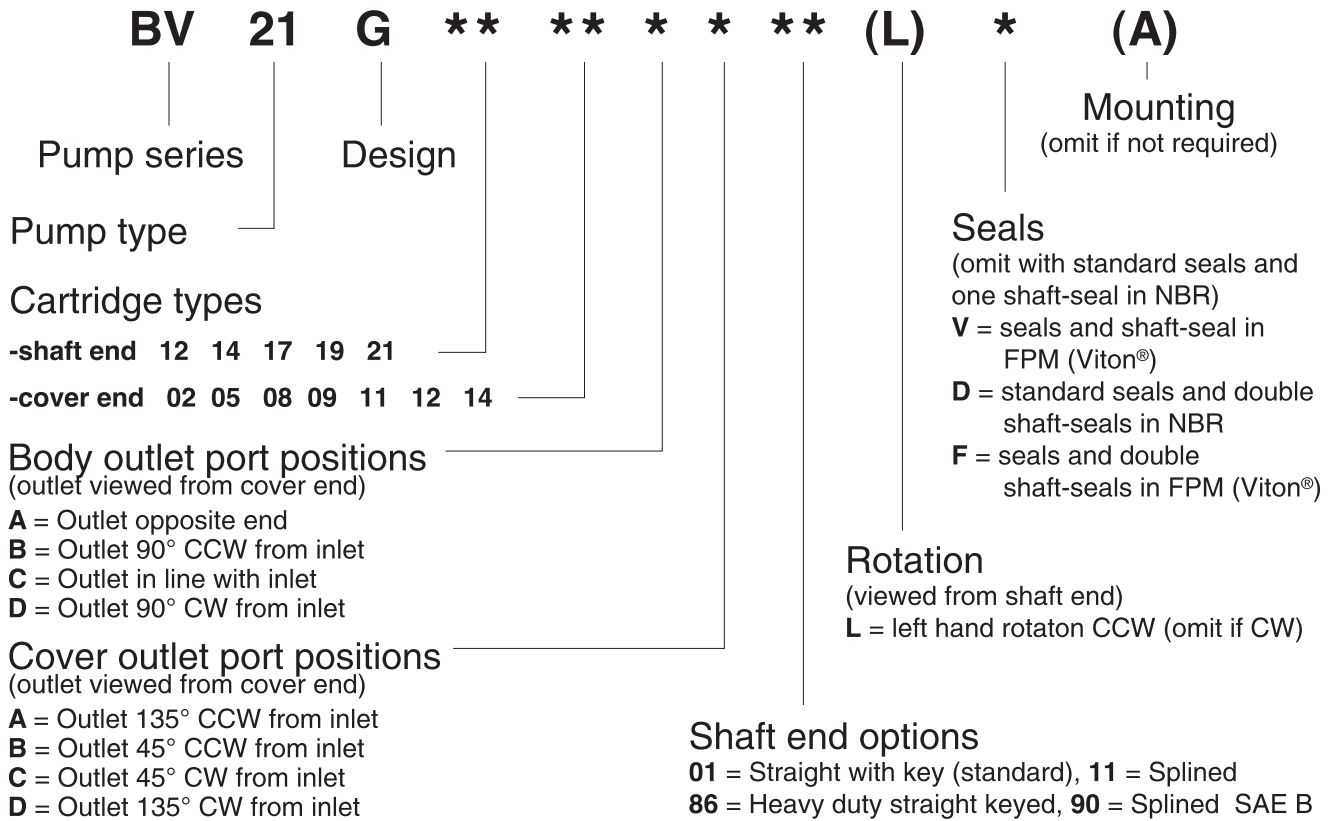 BV 21 G ** ** * * ** (L) * (A)
Pump series
Design
Mounting
(omit if not required)
Pump type
Cartridge types
-shaft end 12 14 17 19 21
-cover end 02 05 08 09 11 12 14
Body outlet port positions
(outlet viewed from cover end)
A = Outlet opposite end
B = Outlet 90° CCW from inlet
C = Outlet in line with inlet
D = Outlet 90° CW from inlet
Cover outlet port positions
(outlet viewed from cover end)
A = Outlet 135° CCW from inlet
B = Outlet 45° CCW from inlet
C = Outlet 45° CW from inlet
D = Outlet 135° CW from inlet
Shaft end options
01 = Straight with key (standard), 11 = Splined
86 = Heavy duty straight keyed, 90 = Splined SAE B
Rotation
(viewed from shaft end)
L = left hand rotaton CCW (omit if CW)
Seals
(omit with standard seals and
one shaft-seal in NBR)
V = seals and shaft-seal in
FPM (Viton®)
D = standard seals and double
shaft-seals in NBR
F = seals and double
shaft-seals in FPM (Viton®)